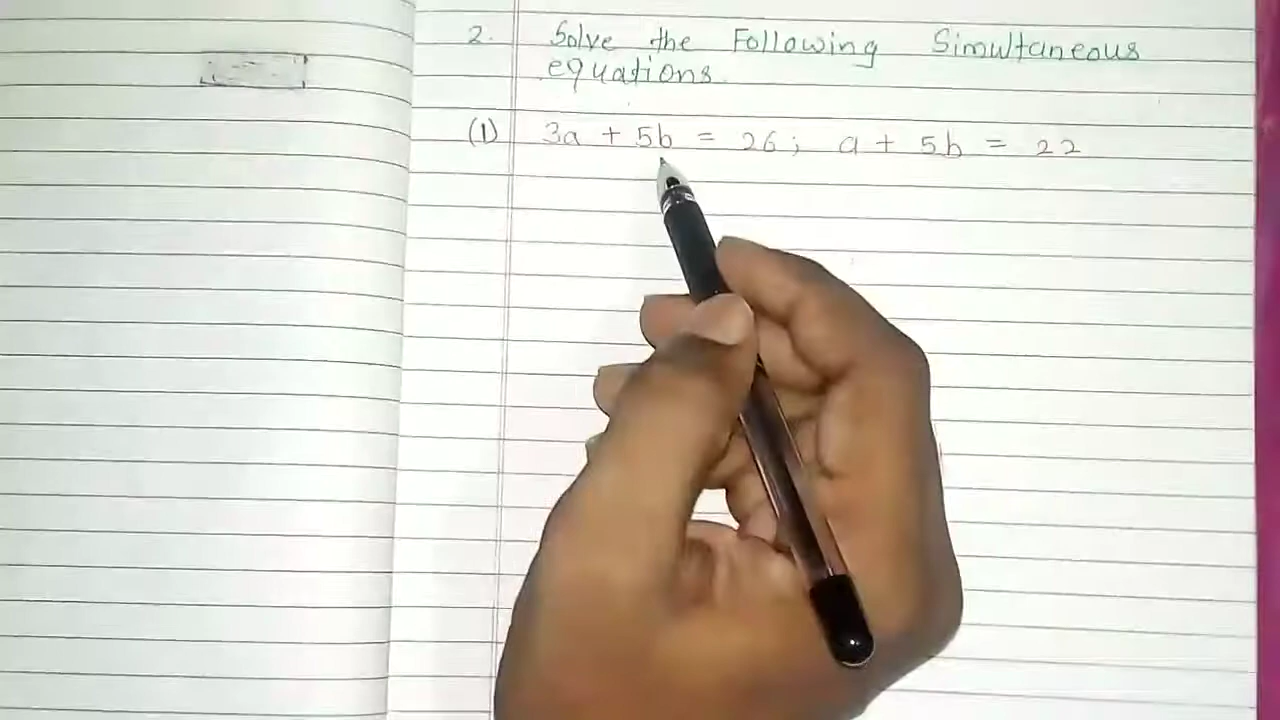 2. Solve the Following Simultaneous
equations.
(1) 3a + 5b = 26; a + 5b = 22